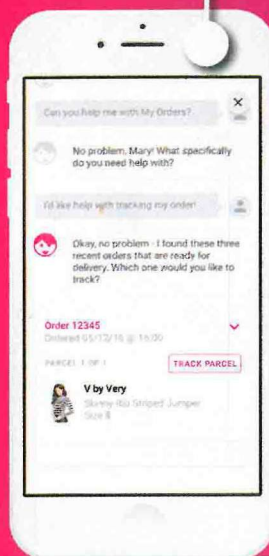 Can you help me with My Orders?
No problem, Mary! What specifically
do you need help with?
I'd like help with tracking my order!
Okay, no problem - I found these three
recent orders that are ready for
delivery. Which one would you like to
track?
Order 12345
Ordered 05/12/16 @ 16:00
PARCEL 1 OF 1
TRACK PARCEL
V by Very
Skinny Rib Striped Jumper
Size 8